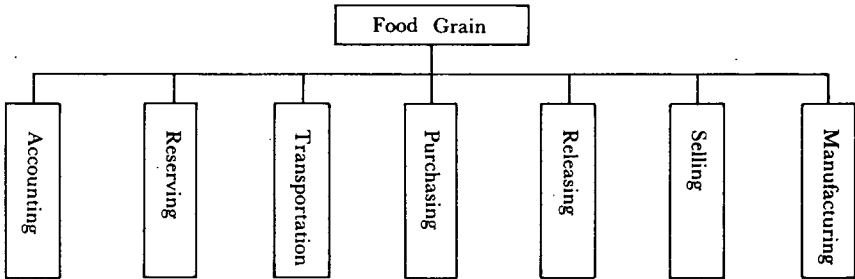 Food Grain
Accounting
Reserving
Transportation
Purchasing
Releasing
Selling
Manufacturing